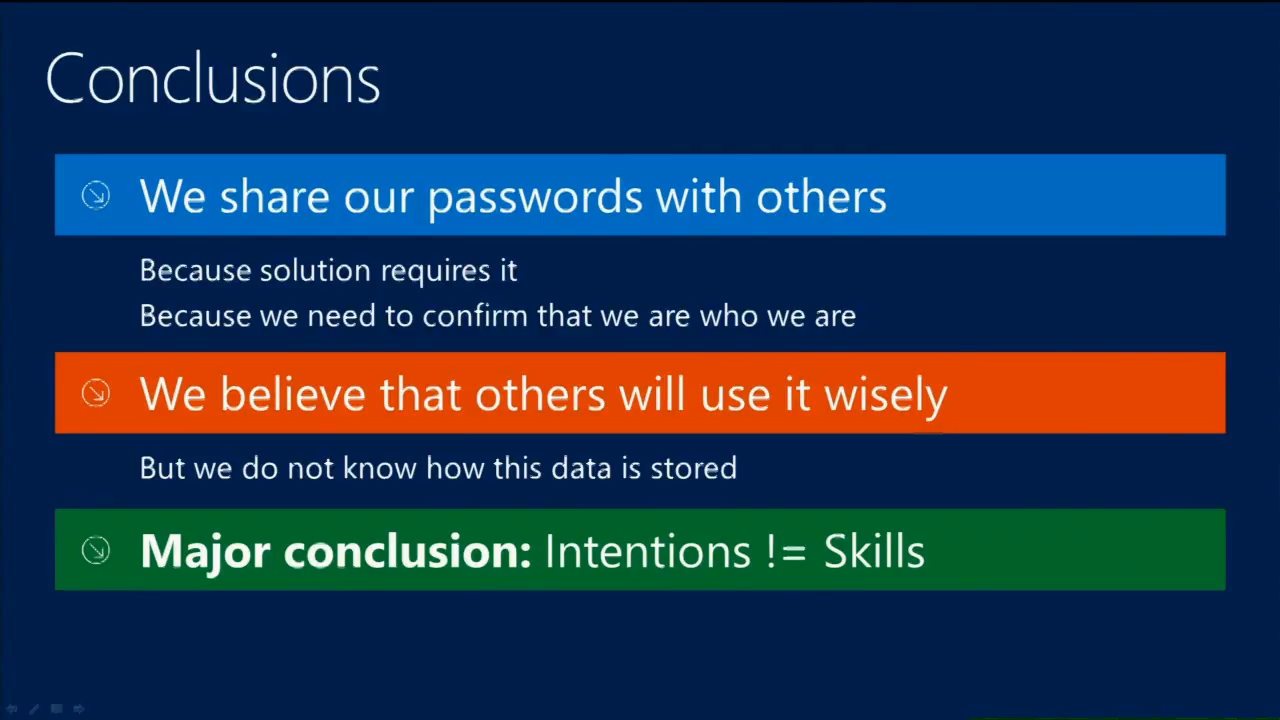 Conclusions
We share our passwords with others
Because solution requires it
Because we need to confirm that we are who we are
We believe that others will use it wisely
But we do not know how this data is stored
Major conclusion: Intentions != Skills